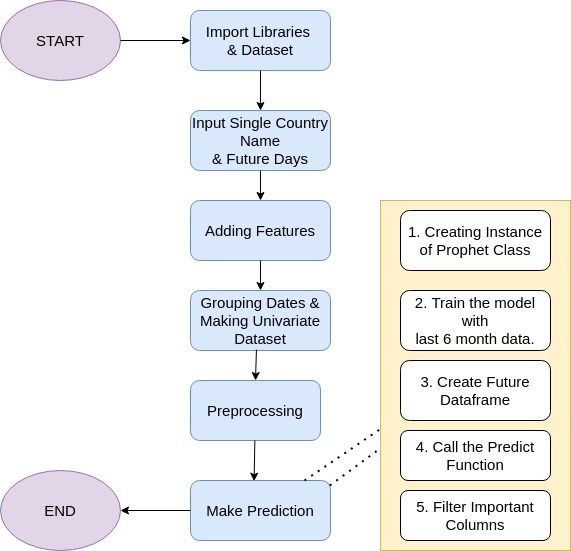 START
Import Libraries
& Dataset
Input Single Country
Name
& Future Days
Adding Features
Grouping Dates &
Making Univariate
Dataset
Preprocessing
Make Prediction
END
1. Creating Instance
of Prophet Class
2. Train the model
with
last 6 month data.
3. Create Future
Dataframe
4. Call the Predict
Function
5. Filter Important
Columns